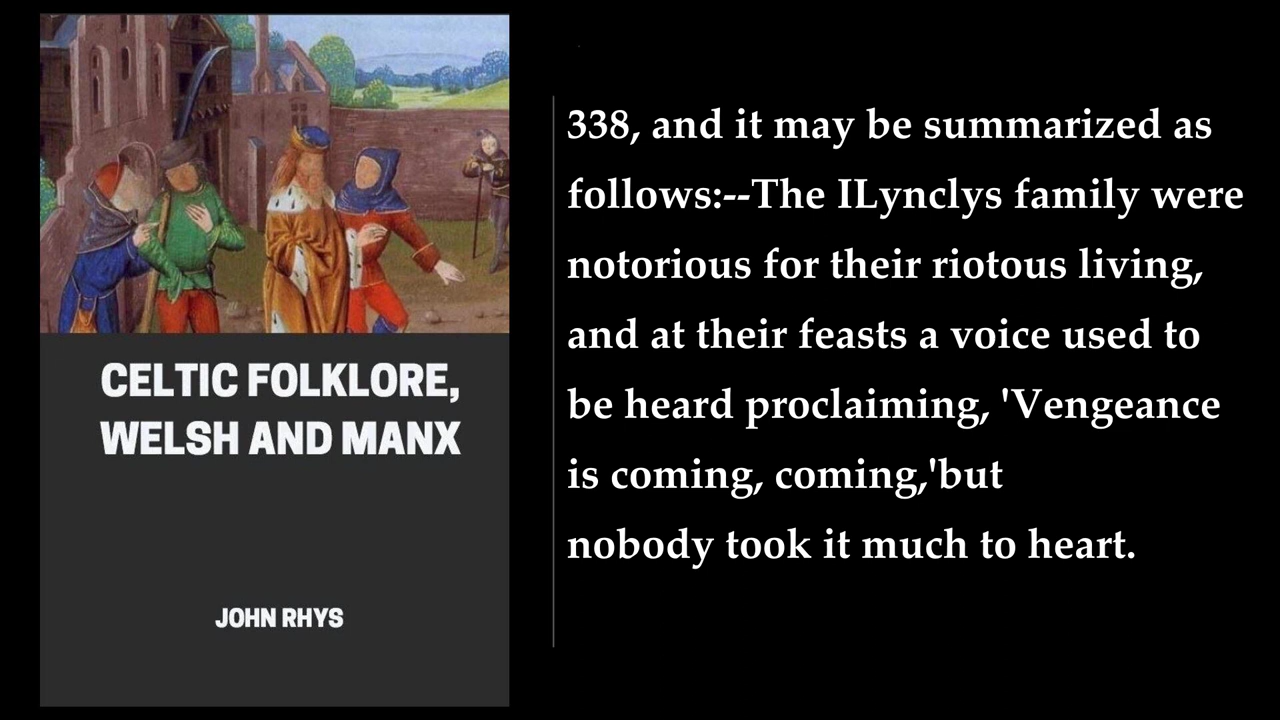 CELTIC FOLKLORE,
WELSH AND MANX
JOHN RHYS
338, and it may be summarized as
follows:--The ILynclys family were
notorious for their riotous living,
and at their feasts a voice used to
be heard proclaiming, 'Vengeance
is coming, coming,'but
nobody took it much to heart.